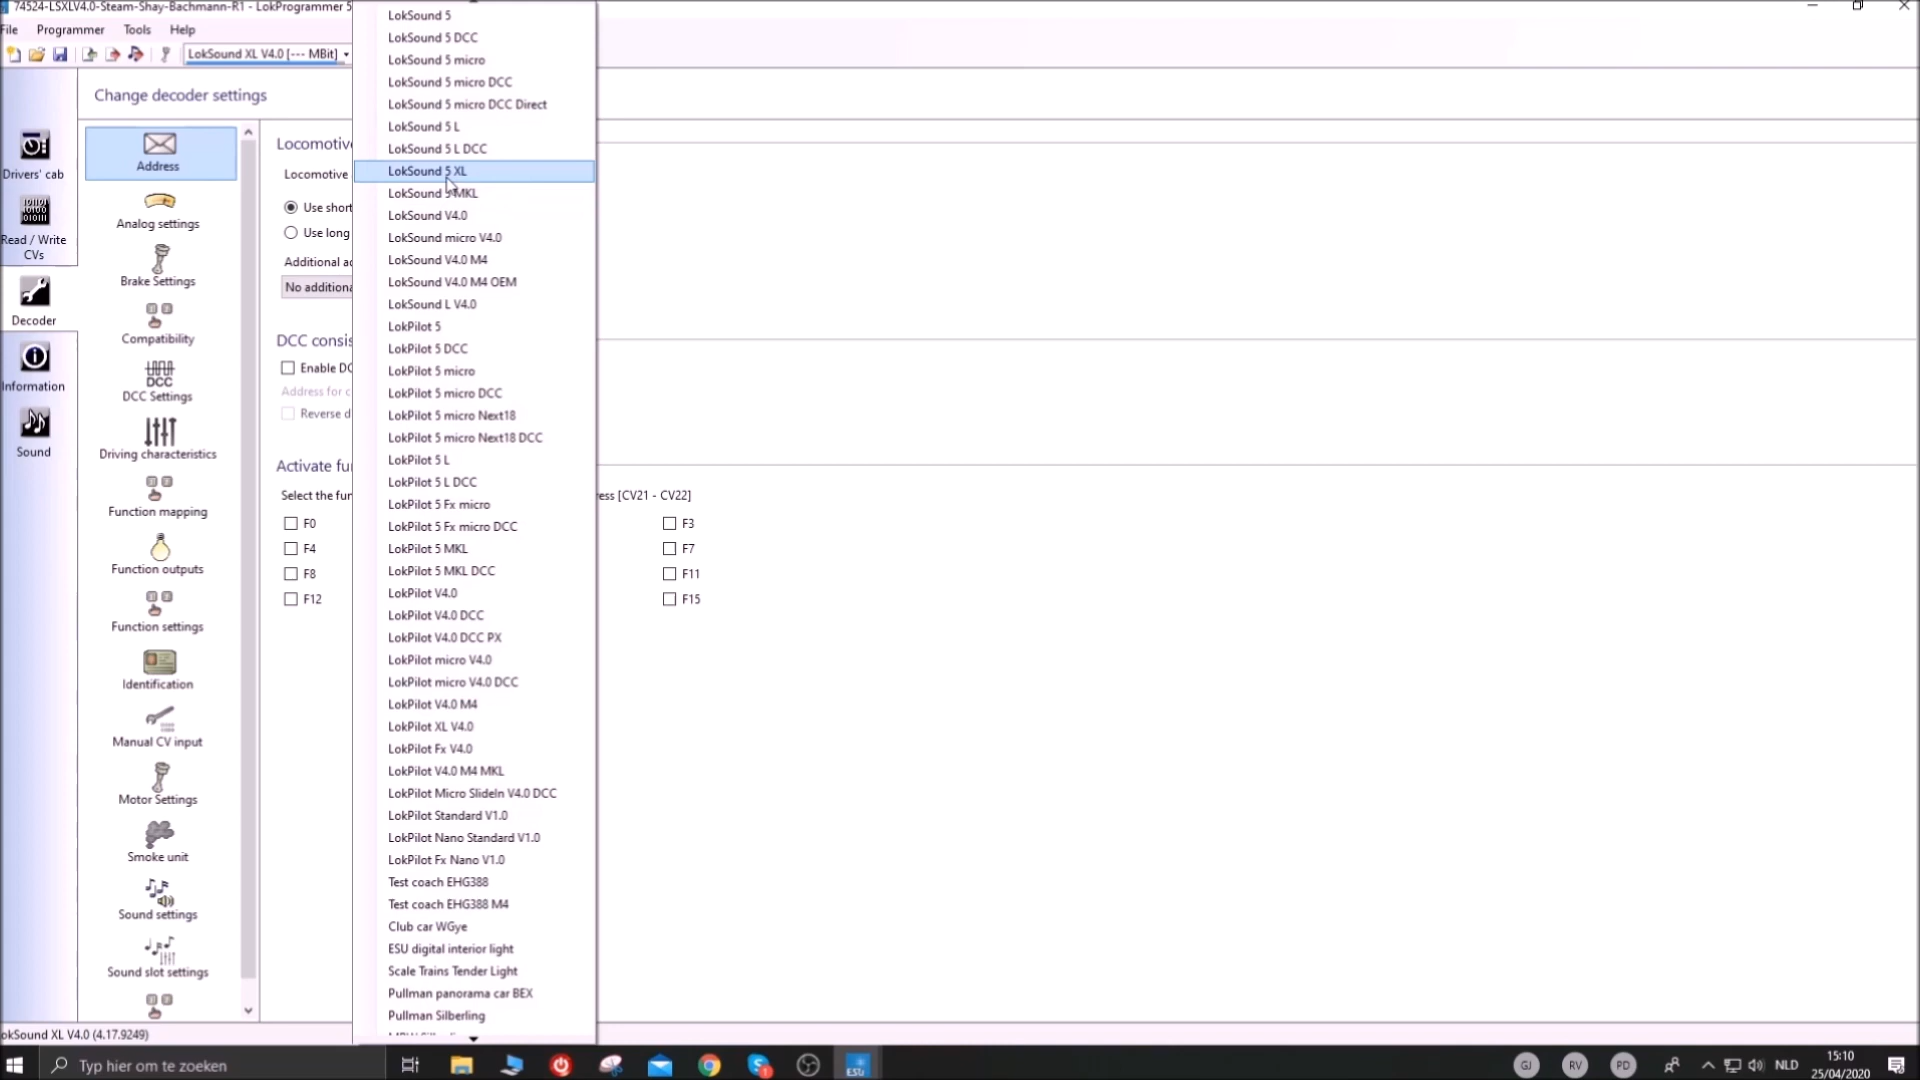 74524-LSXLV4.0-Steam-Shay-Bachmann-R1 - LokProgrammer 5
File Programmer Tools Help
LokSound XL V4.0 [--- MBit]
Change decoder settings
Drivers' cab
Read / Write
CVs
Decoder
Information
Sound
Address
Analog settings
Brake Settings
Compatibility
DCC
DCC Settings
Driving characteristics
Function mapping
Function outputs
Function settings
Identification
Manual CV input
Motor Settings
Smoke unit
Sound settings
Sound slot settings
Locomotive
Use short
Use long
No additiona
DCC consis
Enable DC
Address for c
Reverse d
Activate fu
Select the fun
ess [CV21 - CV22]
F0
F3
F4
F7
F8
F11
F12
F15
LokSound 5
LokSound 5 DCC
LokSound 5 micro
LokSound 5 micro DCC
LokSound 5 micro DCC Direct
LokSound 5 L
LokSound 5 L DCC
LokSound 5 XL
LokSound 5 MKL
LokSound V4.0
LokSound micro V4.0
LokSound V4.0 M4
LokSound V4.0 M4 OEM
LokSound L V4.0
LokPilot 5
LokPilot 5 DCC
LokPilot 5 micro
LokPilot 5 micro DCC
LokPilot 5 micro Next18
LokPilot 5 micro Next18 DCC
LokPilot 5 L
LokPilot 5 L DCC
LokPilot 5 Fx micro
LokPilot 5 Fx micro DCC
LokPilot 5 MKL
LokPilot 5 MKL DCC
LokPilot V4.0
LokPilot V4.0 DCC
LokPilot V4.0 DCC PX
LokPilot micro V4.0
LokPilot micro V4.0 DCC
LokPilot V4.0 M4
LokPilot XL V4.0
LokPilot Fx V4.0
LokPilot V4.0 M4 MKL
LokPilot Micro SlideIn V4.0 DCC
LokPilot Standard V1.0
LokPilot Nano Standard V1.0
LokPilot Fx Nano V1.0
Test coach EHG388
Test coach EHG388 M4
Club car WGye
ESU digital interior light
Scale Trains Tender Light
Pullman panorama car BEX
Pullman Silberling
okSound XL V4.0 (4.17.9249)
Typ hier om te zoeken
ESU
GJ RV PD
NLD
15:10
25/04/2020